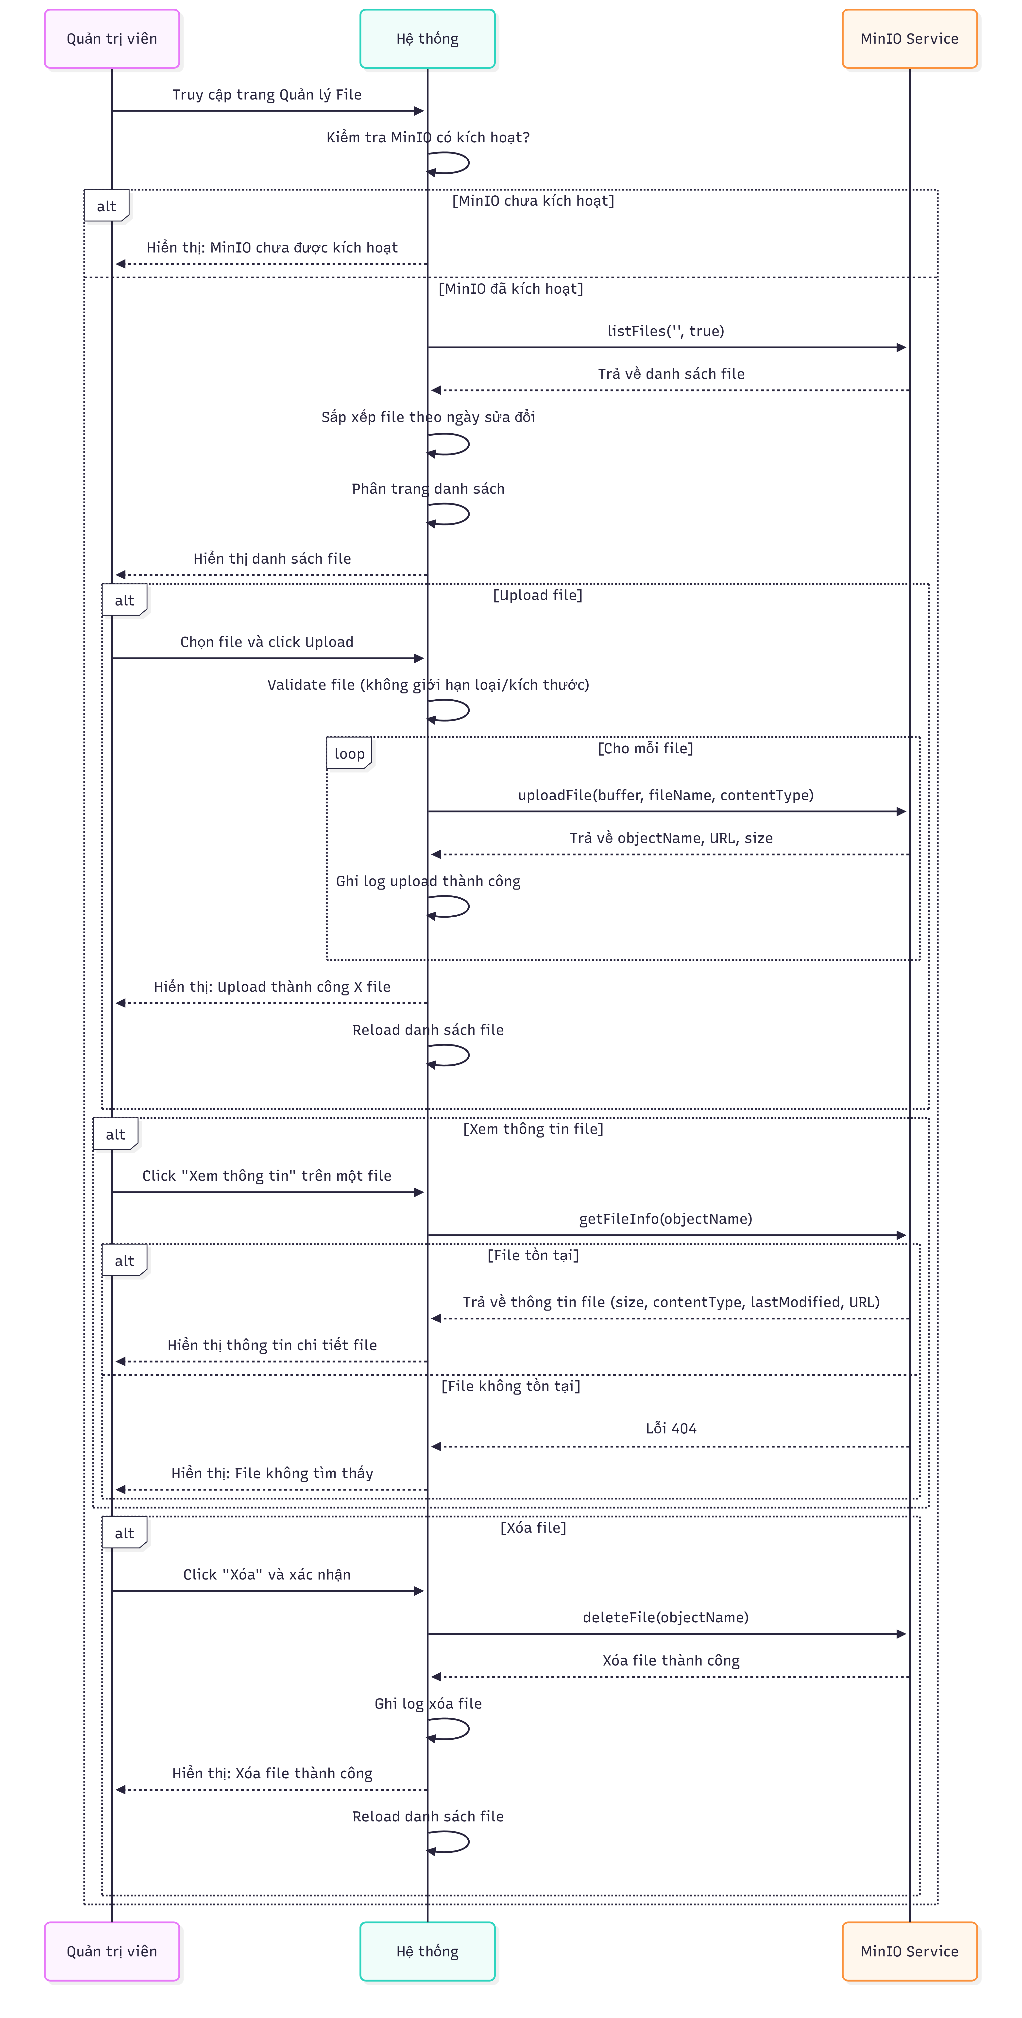 Quản trị viên
Hệ thống
MinIO Service
Truy cập trang Quản lý File
Kiểm tra MinIO có kích hoạt?
alt
[MinIO chưa kích hoạt]
Hiển thị: MinIO chưa được kích hoạt
[MinIO đã kích hoạt]
listFiles('', true)
Trả về danh sách file
Sắp xếp file theo ngày sửa đổi
Phân trang danh sách
Hiển thị danh sách file
alt
[Upload file]
Chọn file và click Upload
Validate file (không giới hạn loại/kích thước)
loop
[Cho mỗi file]
uploadFile(buffer, fileName, contentType)
Trả về objectName, URL, size
Ghi log upload thành công
Hiển thị: Upload thành công X file
Reload danh sách file
alt
[Xem thông tin file]
Click "Xem thông tin" trên một file
getFileInfo(objectName)
alt
[File tồn tại]
Trả về thông tin file (size, contentType, lastModified, URL)
Hiển thị thông tin chi tiết file
[File không tồn tại]
Lỗi 404
Hiển thị: File không tìm thấy
alt
[Xóa file]
Click "Xóa" và xác nhận
deleteFile(objectName)
Xóa file thành công
Ghi log xóa file
Hiển thị: Xóa file thành công
Reload danh sách file
Quản trị viên
Hệ thống
MinIO Service